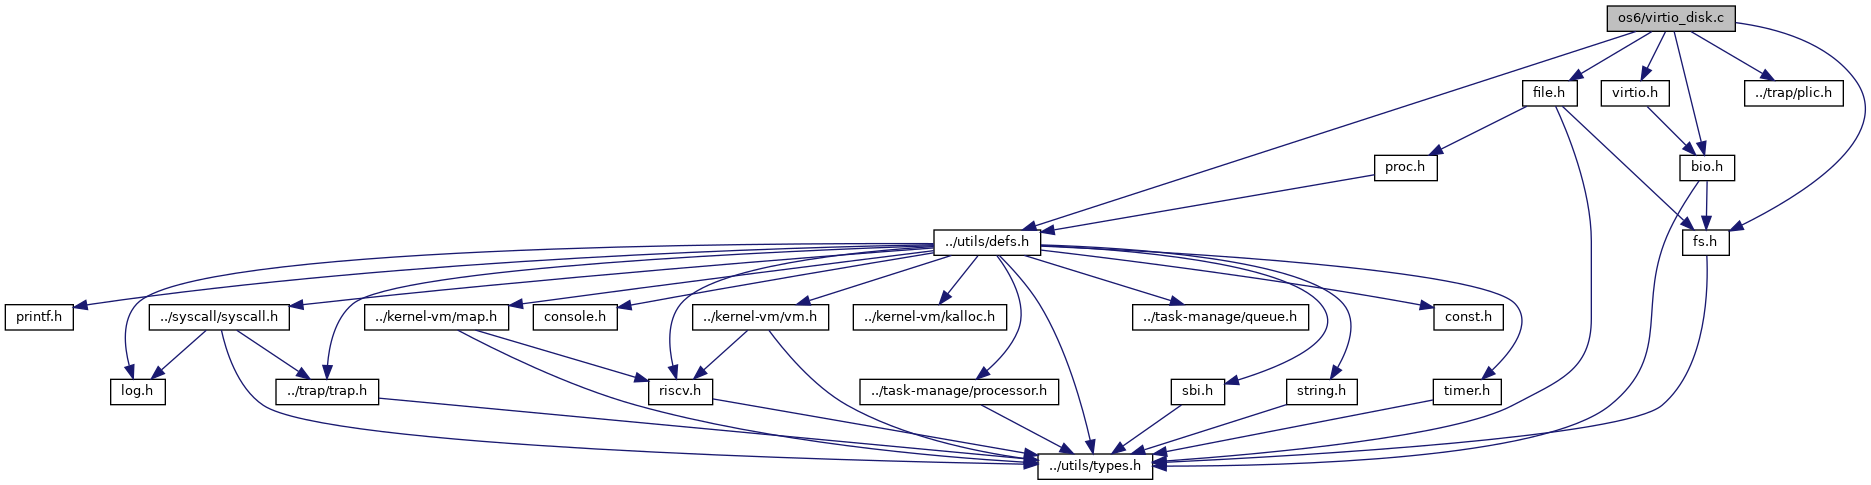 os6/virtio_disk.c
file.h
virtio.h
../trap/plic.h
proc.h
bio.h
../utils/defs.h
fs.h
printf.h
../syscall/syscall.h
../kernel-vm/map.h
console.h
../kernel-vm/vm.h
../kernel-vm/kalloc.h
../task-manage/queue.h
const.h
log.h
../trap/trap.h
riscv.h
../task-manage/processor.h
sbi.h
string.h
timer.h
../utils/types.h